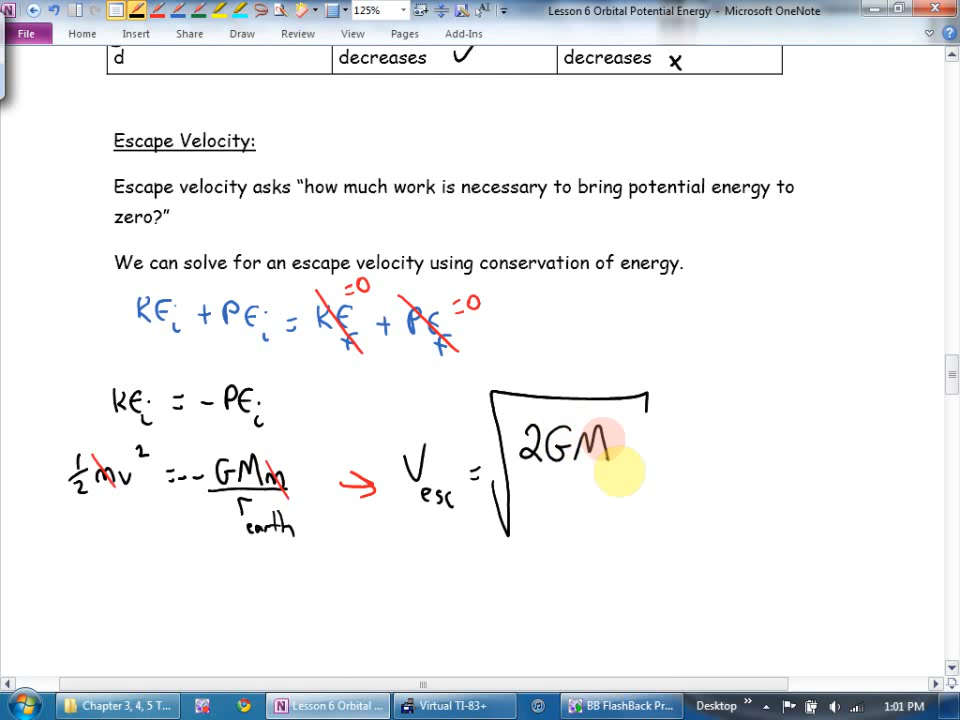 125% Lesson 6 Orbital Potential Energy - Microsoft OneNote
File Home Insert Share Draw Review View Pages Add-Ins
d decreases ✓ decreases x
Escape Velocity:
Escape velocity asks “how much work is necessary to bring potential energy to
zero?”
We can solve for an escape velocity using conservation of energy.
=0 =0
KEi + PEi = KEf + PEf
KEi = - PEi
1/2 mv² = - - GMm / r earth → Vesc = √2GM
Chapter 3, 4, 5 T... Lesson 6 Orbital ... Virtual TI-83+ BB FlashBack Pr... Desktop » 1:01 PM